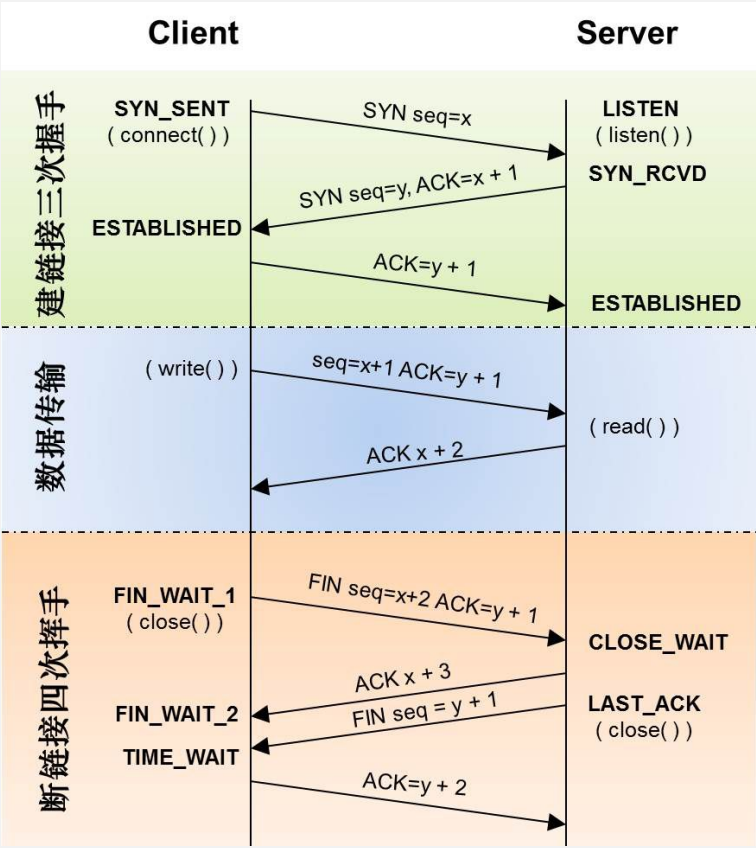 Client
Server
建链接三次握手
SYN_SENT
( connect( ) )
SYN seq=x
LISTEN
( listen( ) )
SYN_RCVD
SYN seq=y, ACK=x + 1
ESTABLISHED
ACK=y + 1
ESTABLISHED
数据传输
( write( ) )
seq=x+1 ACK=y + 1
( read( ) )
ACK x + 2
断链接四次挥手
FIN_WAIT_1
( close( ) )
FIN seq=x+2 ACK=y + 1
CLOSE_WAIT
ACK x + 3
FIN_WAIT_2
FIN seq = y + 1
LAST_ACK
( close( ) )
TIME_WAIT
ACK=y + 2